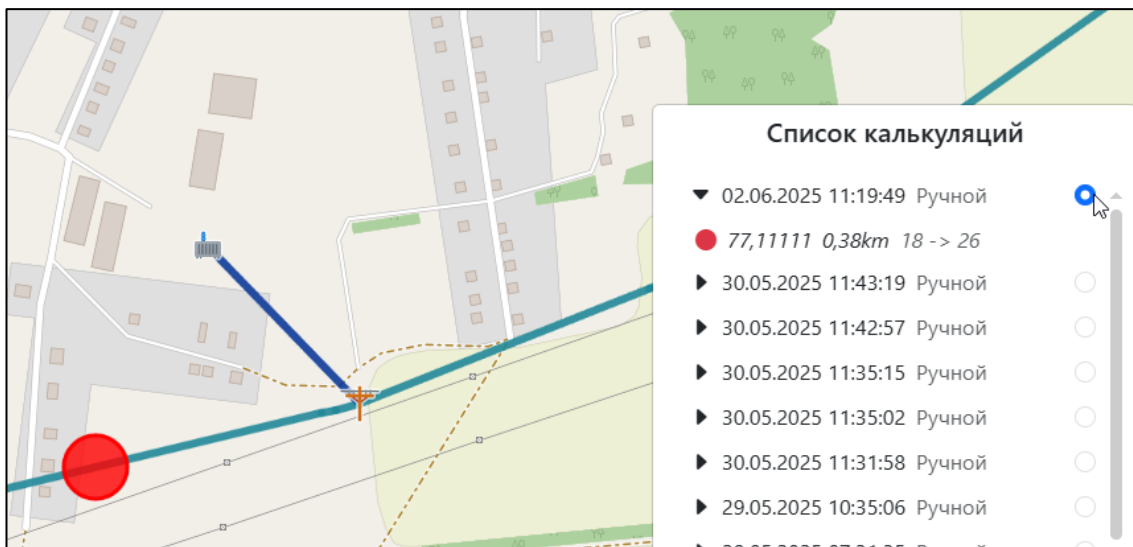 Список калькуляций
02.06.2025 11:19:49 Ручной
77,11111 0,38km 18 -> 26
30.05.2025 11:43:19 Ручной
30.05.2025 11:42:57 Ручной
30.05.2025 11:35:15 Ручной
30.05.2025 11:35:02 Ручной
30.05.2025 11:31:58 Ручной
29.05.2025 10:35:06 Ручной